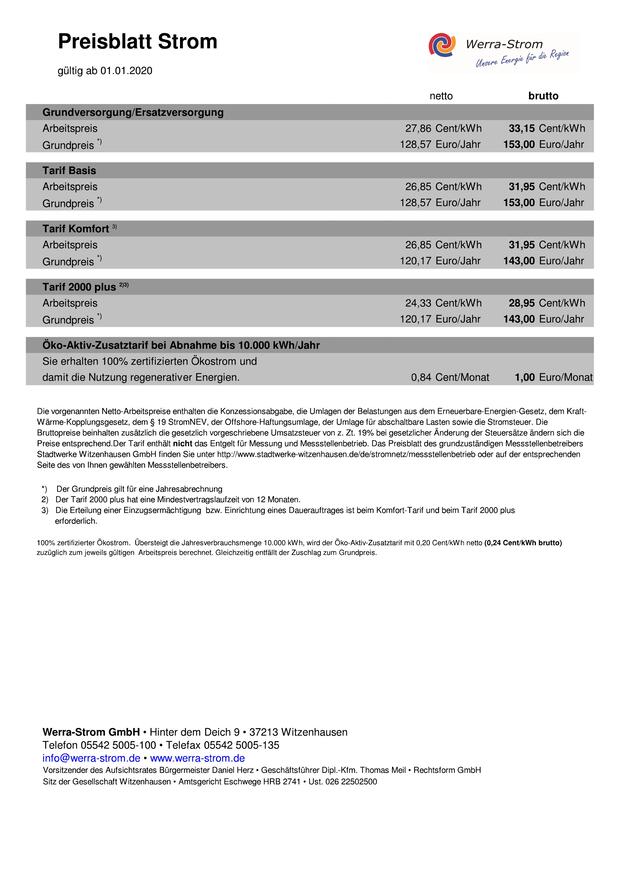 Preisblatt Strom
Werra-Strom
Unsere Energie für die Region
gültig ab 01.01.2020
netto brutto
Grundversorgung/Ersatzversorgung
Arbeitspreis 27,86 Cent/kWh 33,15 Cent/kWh
Grundpreis *) 128,57 Euro/Jahr 153,00 Euro/Jahr
Tarif Basis
Arbeitspreis 26,85 Cent/kWh 31,95 Cent/kWh
Grundpreis *) 128,57 Euro/Jahr 153,00 Euro/Jahr
Tarif Komfort 3)
Arbeitspreis 26,85 Cent/kWh 31,95 Cent/kWh
Grundpreis *) 120,17 Euro/Jahr 143,00 Euro/Jahr
Tarif 2000 plus 2)3)
Arbeitspreis 24,33 Cent/kWh 28,95 Cent/kWh
Grundpreis *) 120,17 Euro/Jahr 143,00 Euro/Jahr
Öko-Aktiv-Zusatztarif bei Abnahme bis 10.000 kWh/Jahr
Sie erhalten 100% zertifizierten Ökostrom und
damit die Nutzung regenerativer Energien. 0,84 Cent/Monat 1,00 Euro/Monat
Die vorgenannten Netto-Arbeitspreise enthalten die Konzessionsabgabe, die Umlagen der Belastungen aus dem Erneuerbare-Energien-Gesetz, dem Kraft-
Wärme-Kopplungsgesetz, dem § 19 StromNEV, der Offshore-Haftungsumlage, der Umlage für abschaltbare Lasten sowie die Stromsteuer. Die
Bruttopreise beinhalten zusätzlich die gesetzlich vorgeschriebene Umsatzsteuer von z. Zt. 19% bei gesetzlicher Änderung der Steuersätze ändern sich die
Preise entsprechend.Der Tarif enthält nicht das Entgelt für Messung und Messstellenbetrieb. Das Preisblatt des grundzuständigen Messstellenbetreibers
Stadtwerke Witzenhausen GmbH finden Sie unter http://www.stadtwerke-witzenhausen.de/de/stromnetz/messstellenbetrieb oder auf der entsprechenden
Seite des von Ihnen gewählten Messstellenbetreibers.
*) Der Grundpreis gilt für eine Jahresabrechnung
2) Der Tarif 2000 plus hat eine Mindestvertragslaufzeit von 12 Monaten.
3) Die Erteilung einer Einzugsermächtigung bzw. Einrichtung eines Dauerauftrages ist beim Komfort-Tarif und beim Tarif 2000 plus
erforderlich.
100% zertifizierter Ökostrom. Übersteigt die Jahresverbrauchsmenge 10.000 kWh, wird der Öko-Aktiv-Zusatztarif mit 0,20 Cent/kWh netto (0,24 Cent/kWh brutto)
zuzüglich zum jeweils gültigen Arbeitspreis berechnet. Gleichzeitig entfällt der Zuschlag zum Grundpreis.
Werra-Strom GmbH • Hinter dem Deich 9 • 37213 Witzenhausen
Telefon 05542 5005-100 • Telefax 05542 5005-135
info@werra-strom.de • www.werra-strom.de
Vorsitzender des Aufsichtsrates Bürgermeister Daniel Herz • Geschäftsführer Dipl.-Kfm. Thomas Meil • Rechtsform GmbH
Sitz der Gesellschaft Witzenhausen • Amtsgericht Eschwege HRB 2741 • Ust. 026 22502500